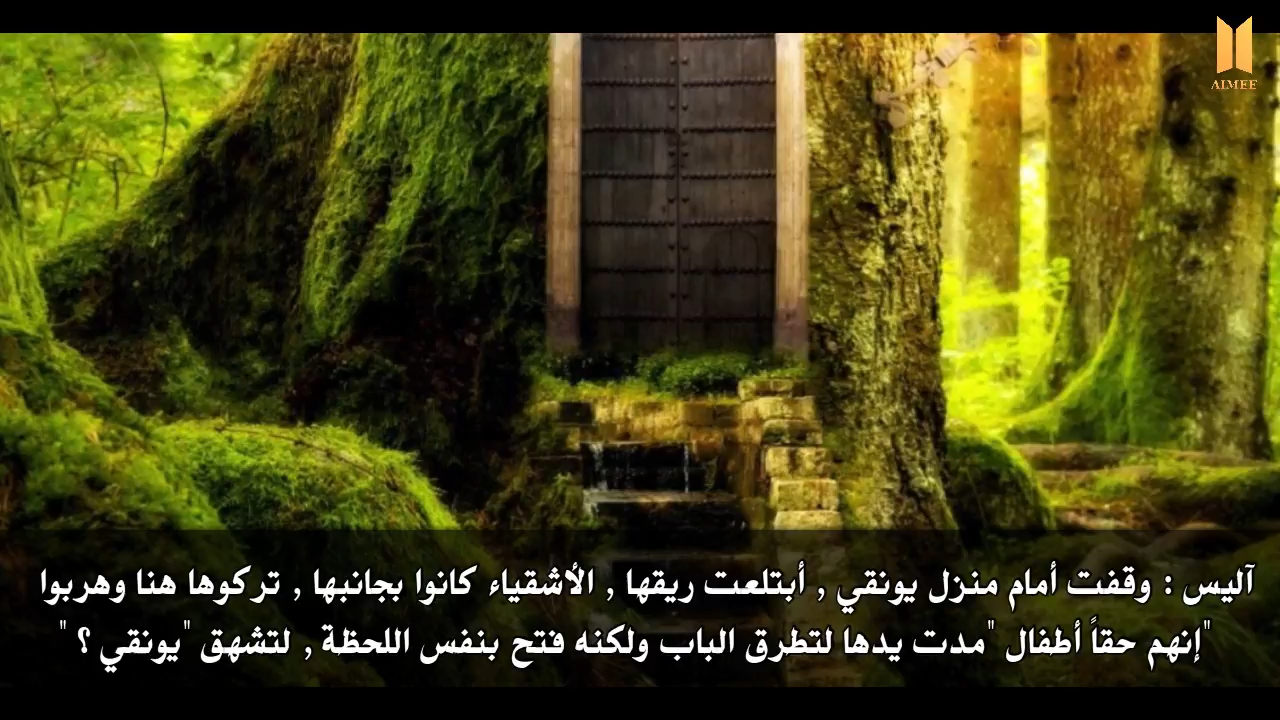 AIMEE
آليس : وقفت أمام منزل يونقي , أبتلعت ريقها , الأشقياء كانوا بجانبها , تركوها هنا وهربوا
"إنهم حقاً أطفال "مدت يدها لتطرق الباب ولكنه فتح بنفس اللحظة , لتشهق "يونقي ؟ "